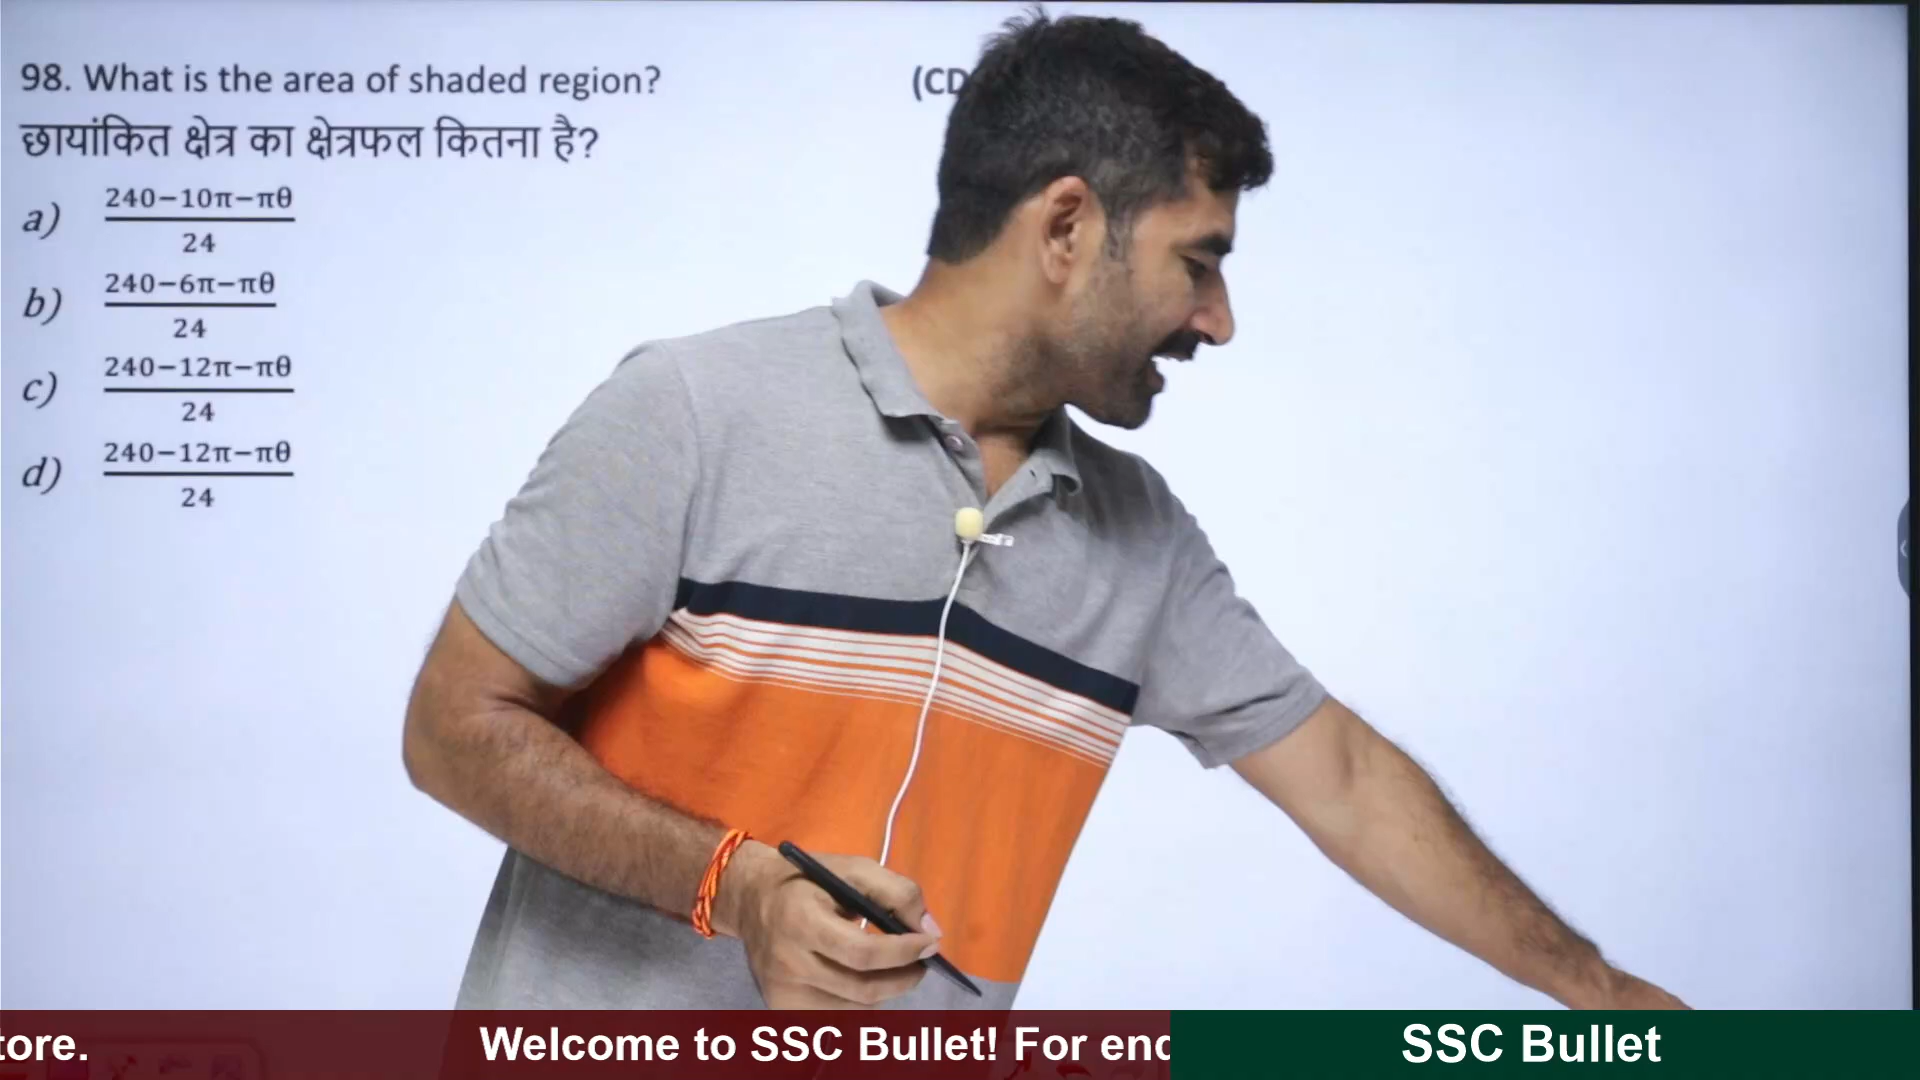 98. What is the area of shaded region? (CD
छायांकित क्षेत्र का क्षेत्रफल कितना है?
a) 240−10π−πθ
24
b) 240−6π−πθ
24
c) 240−12π−πθ
24
d) 240−12π−πθ
24
tore. Welcome to SSC Bullet! For enc SSC Bullet